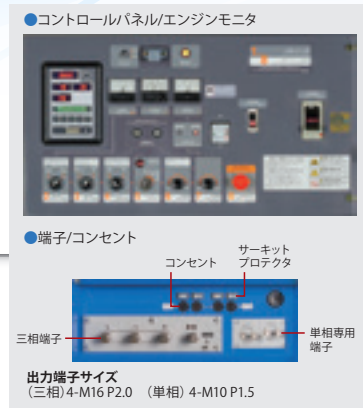 ●コントロールパネル/エンジンモニタ
●端子/コンセント
コンセント
サーキット
プロテクタ
三相端子
単相専用
端子
出力端子サイズ
(三相)4-M16 P2.0 (単相) 4-M10 P1.5